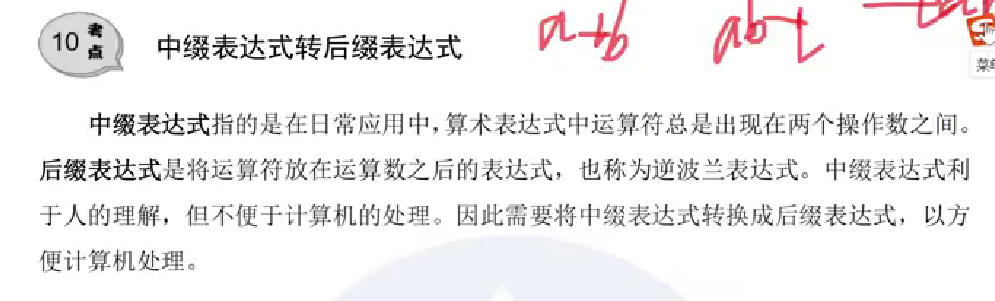 10 考点
中缀表达式转后缀表达式
a+b
ab+
菜单
中缀表达式指的是在日常应用中，算术表达式中运算符总是出现在两个操作数之间。
后缀表达式是将运算符放在运算数之后的表达式，也称为逆波兰表达式。中缀表达式利
于人的理解，但不便于计算机的处理。因此需要将中缀表达式转换成后缀表达式，以方
便计算机处理。